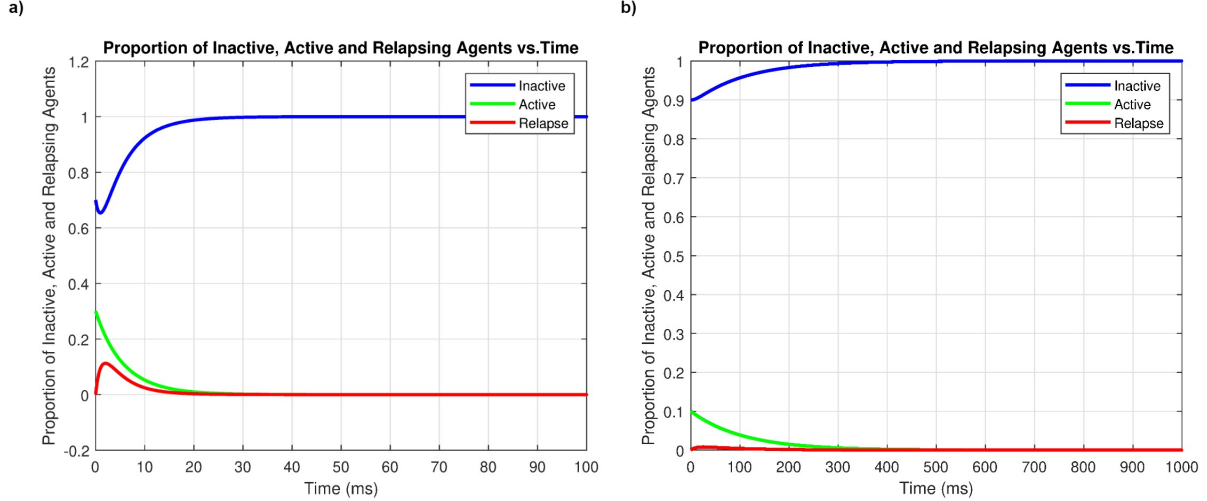 a)
Proportion of Inactive, Active and Relapsing Agents vs.Time
Proportion of Inactive, Active and Relapsing Agents
1.2
1
0.8
0.6
0.4
0.2
0
-0.2
Inactive
Active
Relapse
0 10 20 30 40 50 60 70 80 90 100
Time (ms)
b)
Proportion of Inactive, Active and Relapsing Agents vs.Time
Proportion of Inactive, Active and Relapsing Agents
1
0.9
0.8
0.7
0.6
0.5
0.4
0.3
0.2
0.1
0
Inactive
Active
Relapse
0 100 200 300 400 500 600 700 800 900 1000
Time (ms)